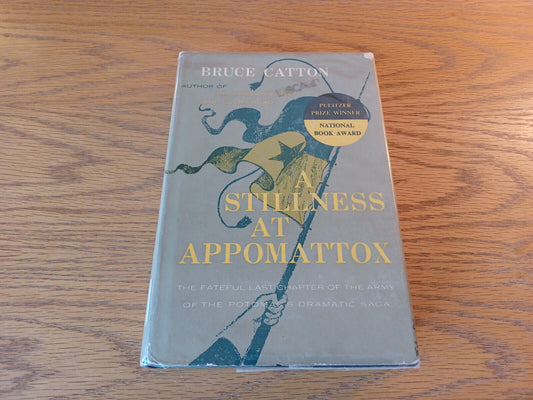 BRUCE CATTON
AUTHOR OF
PULITZER
PRIZE WINNER
NATIONAL
BOOK AWARD
A
STILLNESS
AT
APPOMATTOX
THE FATEFUL LAST CHAPTER OF THE ARMY
OF THE POTOMAC'S DRAMATIC SAGA